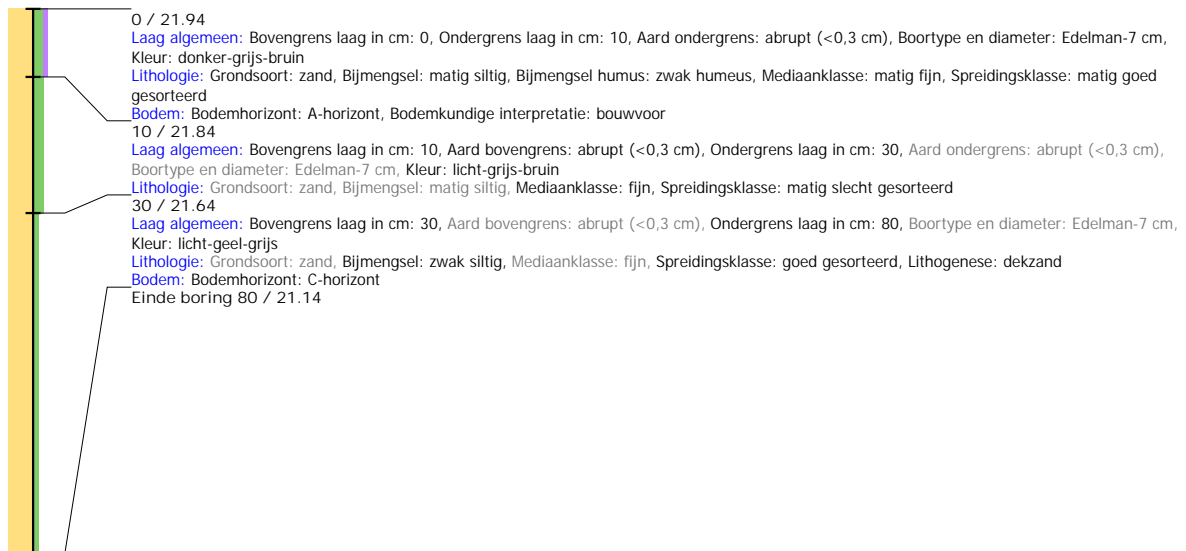 0 / 21.94
Laag algemeen: Bovengrens laag in cm: 0, Ondergrens laag in cm: 10, Aard ondergrens: abrupt (<0,3 cm), Boortype en diameter: Edelman-7 cm,
Kleur: donker-grijs-bruin
Lithologie: Grondsoort: zand, Bijmengsel: matig siltig, Bijmengsel humus: zwak humeus, Mediaanklasse: matig fijn, Spreidingsklasse: matig goed
gesorteerd
Bodem: Bodemhorizont: A-horizont, Bodemkundige interpretatie: bouwvoor
10 / 21.84
Laag algemeen: Bovengrens laag in cm: 10, Aard bovengrens: abrupt (<0,3 cm), Ondergrens laag in cm: 30, Aard ondergrens: abrupt (<0,3 cm),
Boortype en diameter: Edelman-7 cm, Kleur: licht-grijs-bruin
Lithologie: Grondsoort: zand, Bijmengsel: matig siltig, Mediaanklasse: fijn, Spreidingsklasse: matig slecht gesorteerd
30 / 21.64
Laag algemeen: Bovengrens laag in cm: 30, Aard bovengrens: abrupt (<0,3 cm), Ondergrens laag in cm: 80, Boortype en diameter: Edelman-7 cm,
Kleur: licht-geel-grijs
Lithologie: Grondsoort: zand, Bijmengsel: zwak siltig, Mediaanklasse: fijn, Spreidingsklasse: goed gesorteerd, Lithogenese: dekzand
Bodem: Bodemhorizont: C-horizont
Einde boring 80 / 21.14